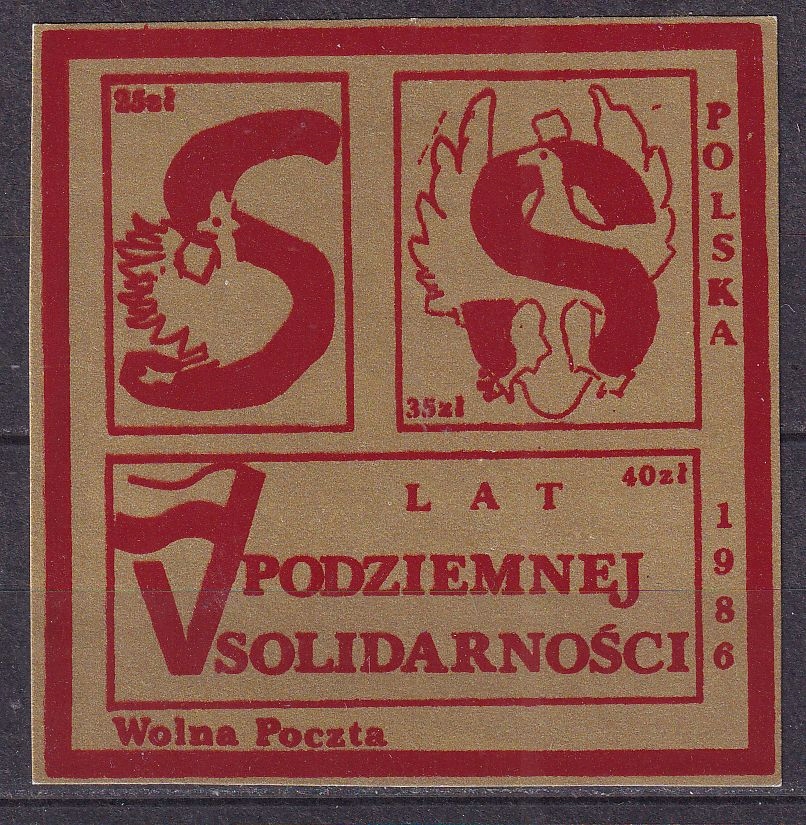 25zł
S
S
35zł
POLSKA
1986
40zł
V LAT
PODZIEMNEJ
SOLIDARNOŚCI
Wolna Poczta